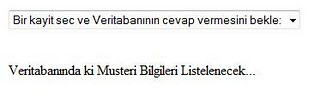 Bir kayit sec ve Veritabanının cevap vermesini bekle:
Veritabanında ki Musteri Bilgileri Listelenecek...